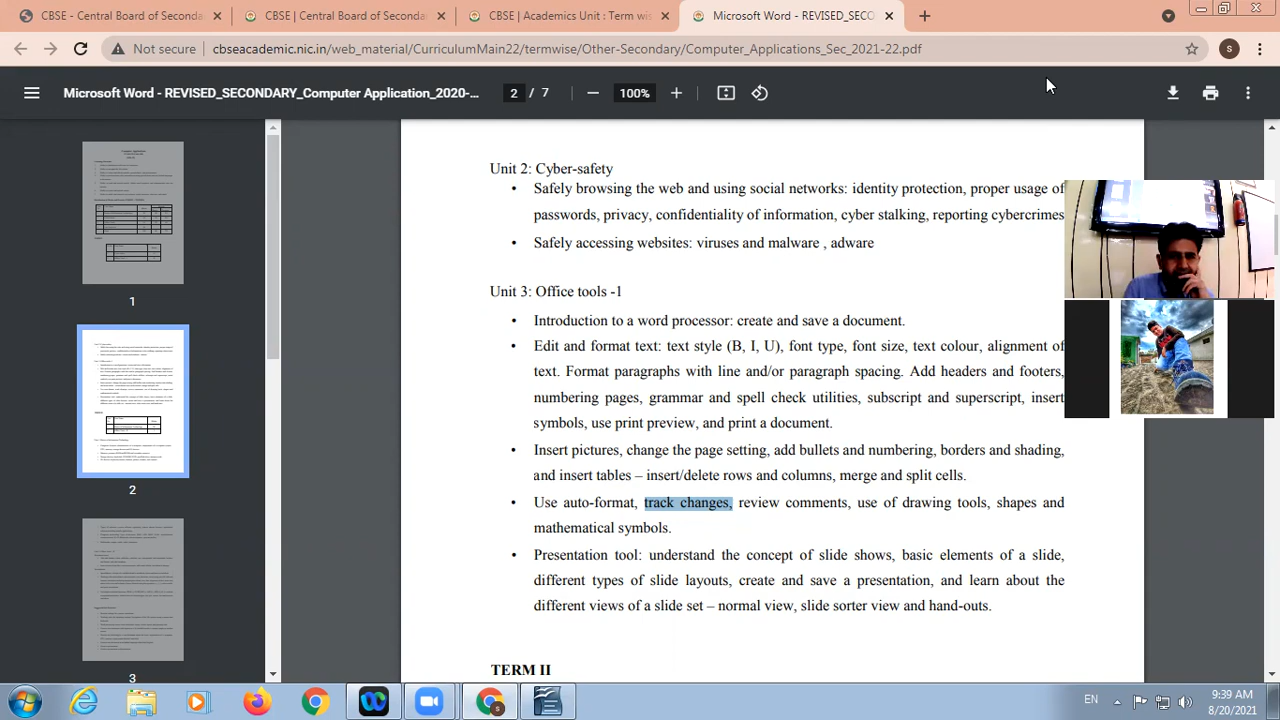 CBSE - Central Board of Seconda
CBSE | Central Board of Seconda
CBSE | Academics Unit : Term wis
Microsoft Word - REVISED_SECO
Not secure
cbseacademic.nic.in/web_material/CurriculumMain22/termwise/Other-Secondary/Computer_Applications_Sec_2021-22.pdf
S
Microsoft Word - REVISED_SECONDARY_Computer Application_2020-...
2 / 7
100%
1
2
3
Unit 2: Cyber-safety
• Safely browsing the web and using social networks: identity protection, proper usage of
passwords, privacy, confidentiality of information, cyber stalking, reporting cybercrimes
• Safely accessing websites: viruses and malware , adware
Unit 3: Office tools -1
• Introduction to a word processor: create and save a document.
• Edit and format text: text style (B, I, U), font type, font size, text colour, alignment of
text. Format paragraphs with line and/or paragraph spacing. Add headers and footers,
numbering pages, grammar and spell check utilities, subscript and superscript, insert
symbols, use print preview, and print a document.
• Insert pictures, change the page setting, add bullets and numbering, borders and shading,
and insert tables – insert/delete rows and columns, merge and split cells.
• Use auto-format, track changes, review comments, use of drawing tools, shapes and
mathematical symbols.
• Presentation tool: understand the concept of slide shows, basic elements of a slide,
different types of slide layouts, create and save a presentation, and learn about the
different views of a slide set – normal view, slide sorter view and hand-outs.
TERM II
EN
9:39 AM
8/20/2021